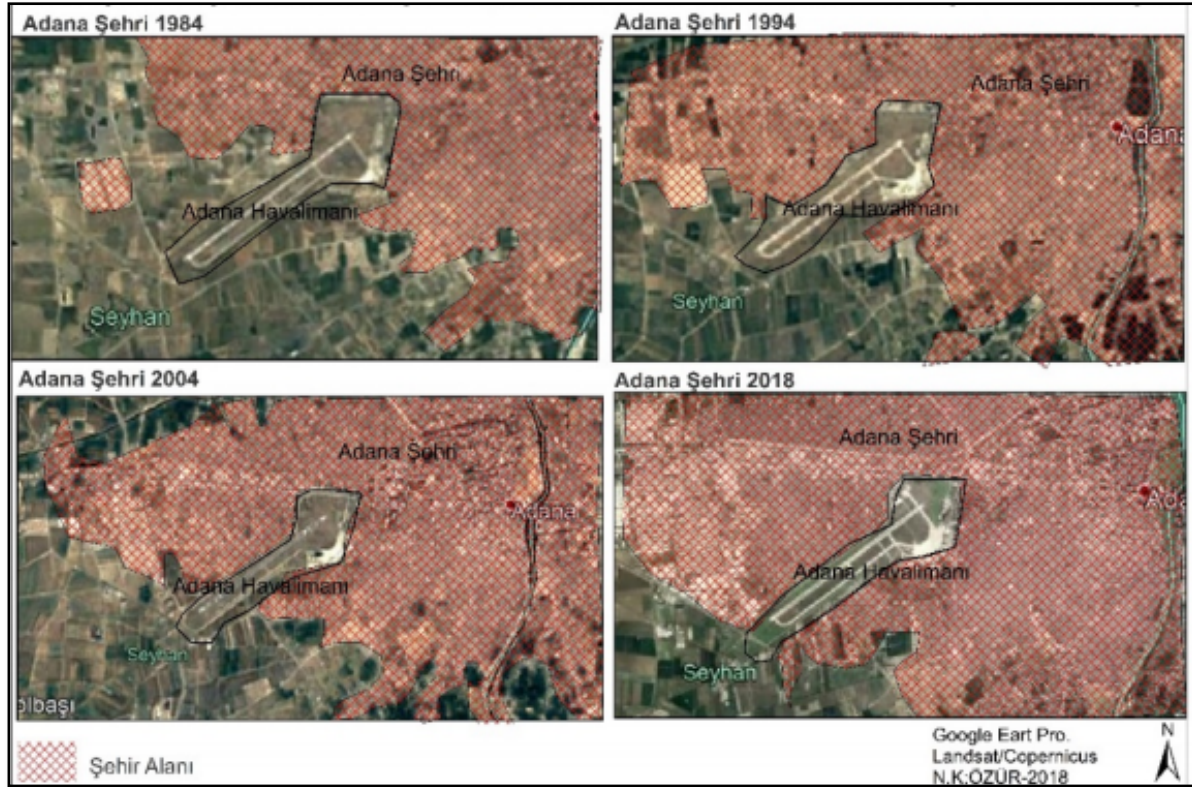 Adana Şehri 1984
Adana Şehri
Adana Havalimanı
Seyhan
Adana Şehri 1994
Adana Şehri
Adana
Adana Havalimanı
Seyhan
Adana Şehri 2004
Adana Şehri
Adana
Adana Havalimanı
Seyhan
olbaşı
Adana Şehri 2018
Adana Şehri
Ada
Adana Havalimanı
Seyhan
Şehir Alanı
Google Eart Pro.
Landsat/Copernicus
N.K:ÖZÜR-2018
N